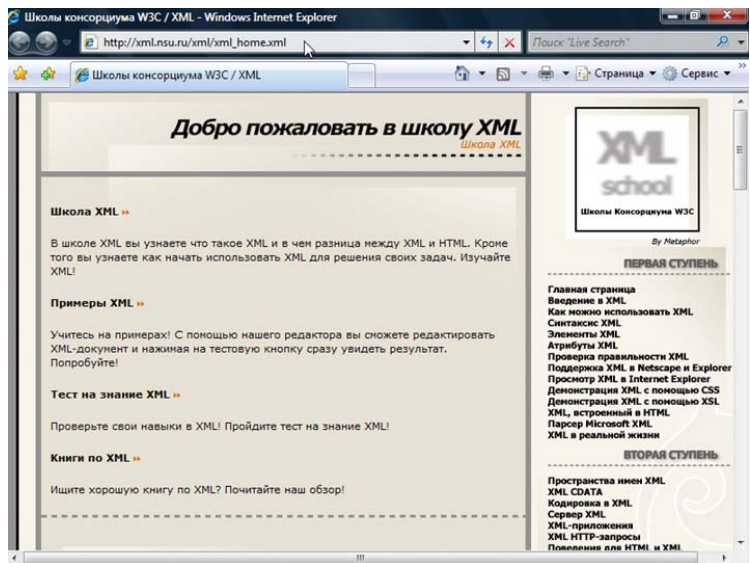 Школы консорциума W3C / XML - Windows Internet Explorer
http://xml.nsu.ru/xml/xml_home.xml
Поиск "Live Search"
Школы консорциума W3C / XML
Страница
Сервис
Добро пожаловать в школу XML
Школа XML
Школа XML
В школе XML вы узнаете что такое XML и в чем разница между XML и HTML. Кроме
того вы узнаете как начать использовать XML для решения своих задач. Изучайте
XML!
Примеры XML
Учитесь на примерах! С помощью нашего редактора вы сможете редактировать
XML-документ и нажимая на тестовую кнопку сразу увидеть результат.
Попробуйте!
Тест на знание XML
Проверьте свои навыки в XML! Пройдите тест на знание XML!
Книги по XML
Ищите хорошую книгу по XML? Почитайте наш обзор!
XML
school
Школы Консорциума W3C
By Metaphor
ПЕРВАЯ СТУПЕНЬ
Главная страница
Введение в XML
Как можно использовать XML
Синтаксис XML
Элементы XML
Атрибуты XML
Проверка правильности XML
Поддержка XML в Netscape и Explorer
Просмотр XML в Internet Explorer
Демонстрация XML с помощью CSS
Демонстрация XML с помощью XSL
XML, встроенный в HTML
Парсер Microsoft XML
XML в реальной жизни
ВТОРАЯ СТУПЕНЬ
Пространства имен XML
XML CDATA
Кодировка в XML
Сервер XML
XML-приложения
XML HTTP-запросы
Поведения для HTML и XML